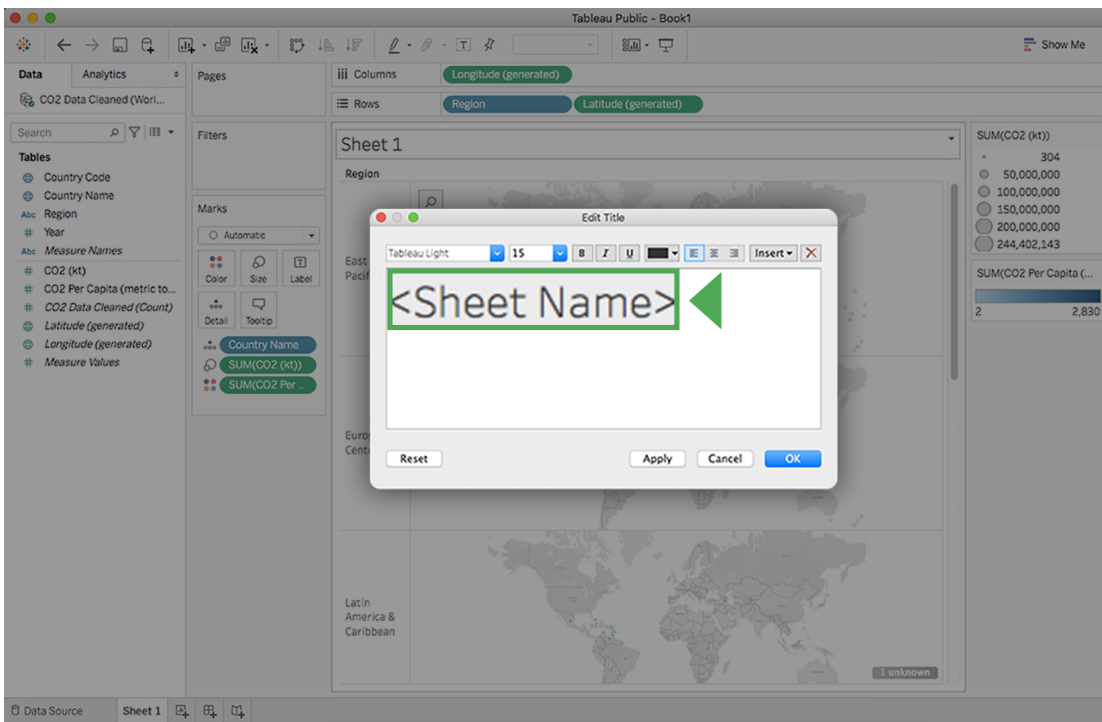 Tableau Public - Book1
Show Me
Data
Analytics
CO2 Data Cleaned (Worl...
Search
Tables
Country Code
Country Name
Abc Region
# Year
Abc Measure Names
# CO2 (kt)
# CO2 Per Capita (metric to...
# CO2 Data Cleaned (Count)
Latitude (generated)
Longitude (generated)
# Measure Values
Pages
Filters
Marks
Automatic
Color
Size
Label
Detail
Tooltip
Country Name
SUM(CO2 (kt))
SUM(CO2 Per ..
Columns
Longitude (generated)
Rows
Region
Latitude (generated)
Sheet 1
Region
East
Pacif
Euro
Cent
Latin
America &
Caribbean
1 unknown
Edit Title
Tableau Light
15
B
I
U
Insert
<Sheet Name>
Reset
Apply
Cancel
OK
SUM(CO2 (kt))
304
50,000,000
100,000,000
150,000,000
200,000,000
244,402,143
SUM(CO2 Per Capita (...
2
2,830
Data Source
Sheet 1